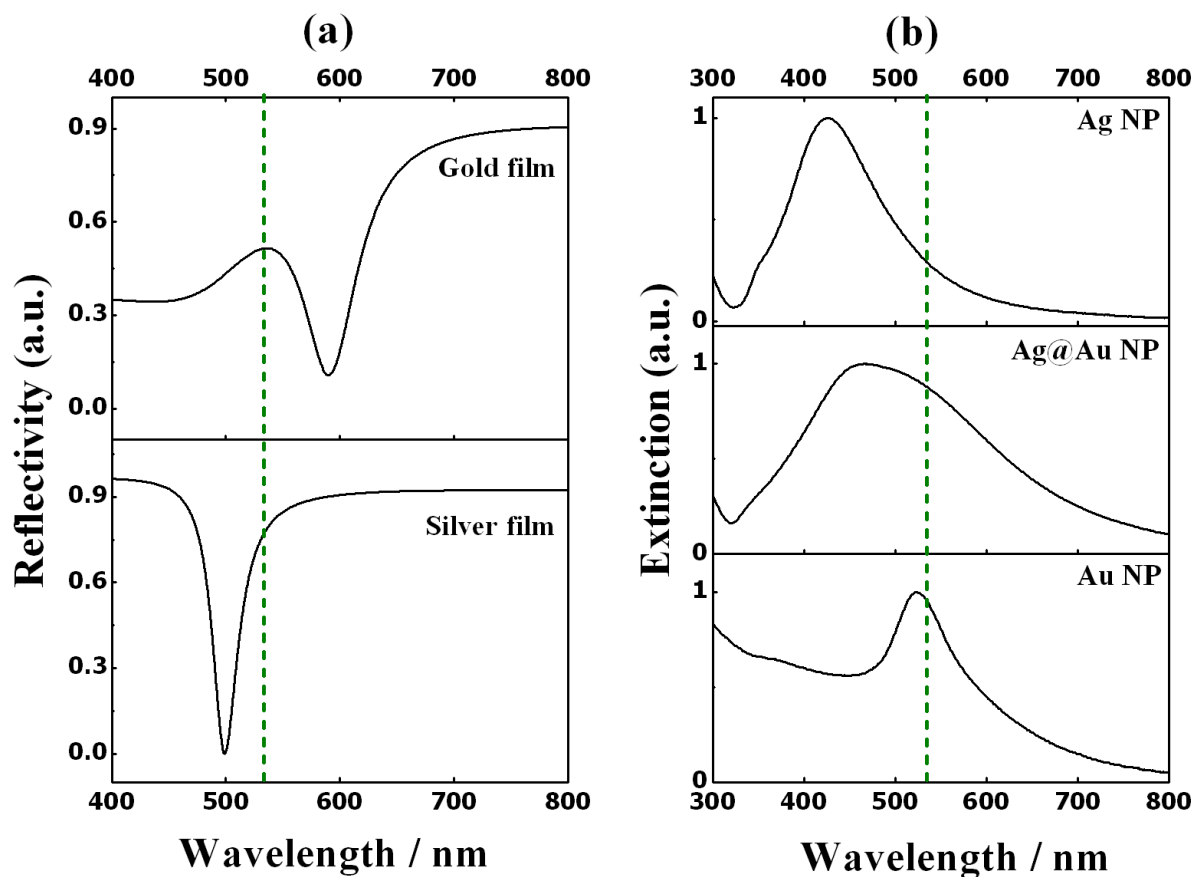 (a)
400 500 600 700 800
Reflectivity (a.u.)
0.9
0.6
0.3
0.0
Gold film
0.9
0.6
0.3
0.0
Silver film
400 500 600 700 800
Wavelength / nm
(b)
300 400 500 600 700 800
Extinction (a.u.)
1
Ag NP
0
1
Ag@Au NP
0
1
Au NP
0
300 400 500 600 700 800
Wavelength / nm